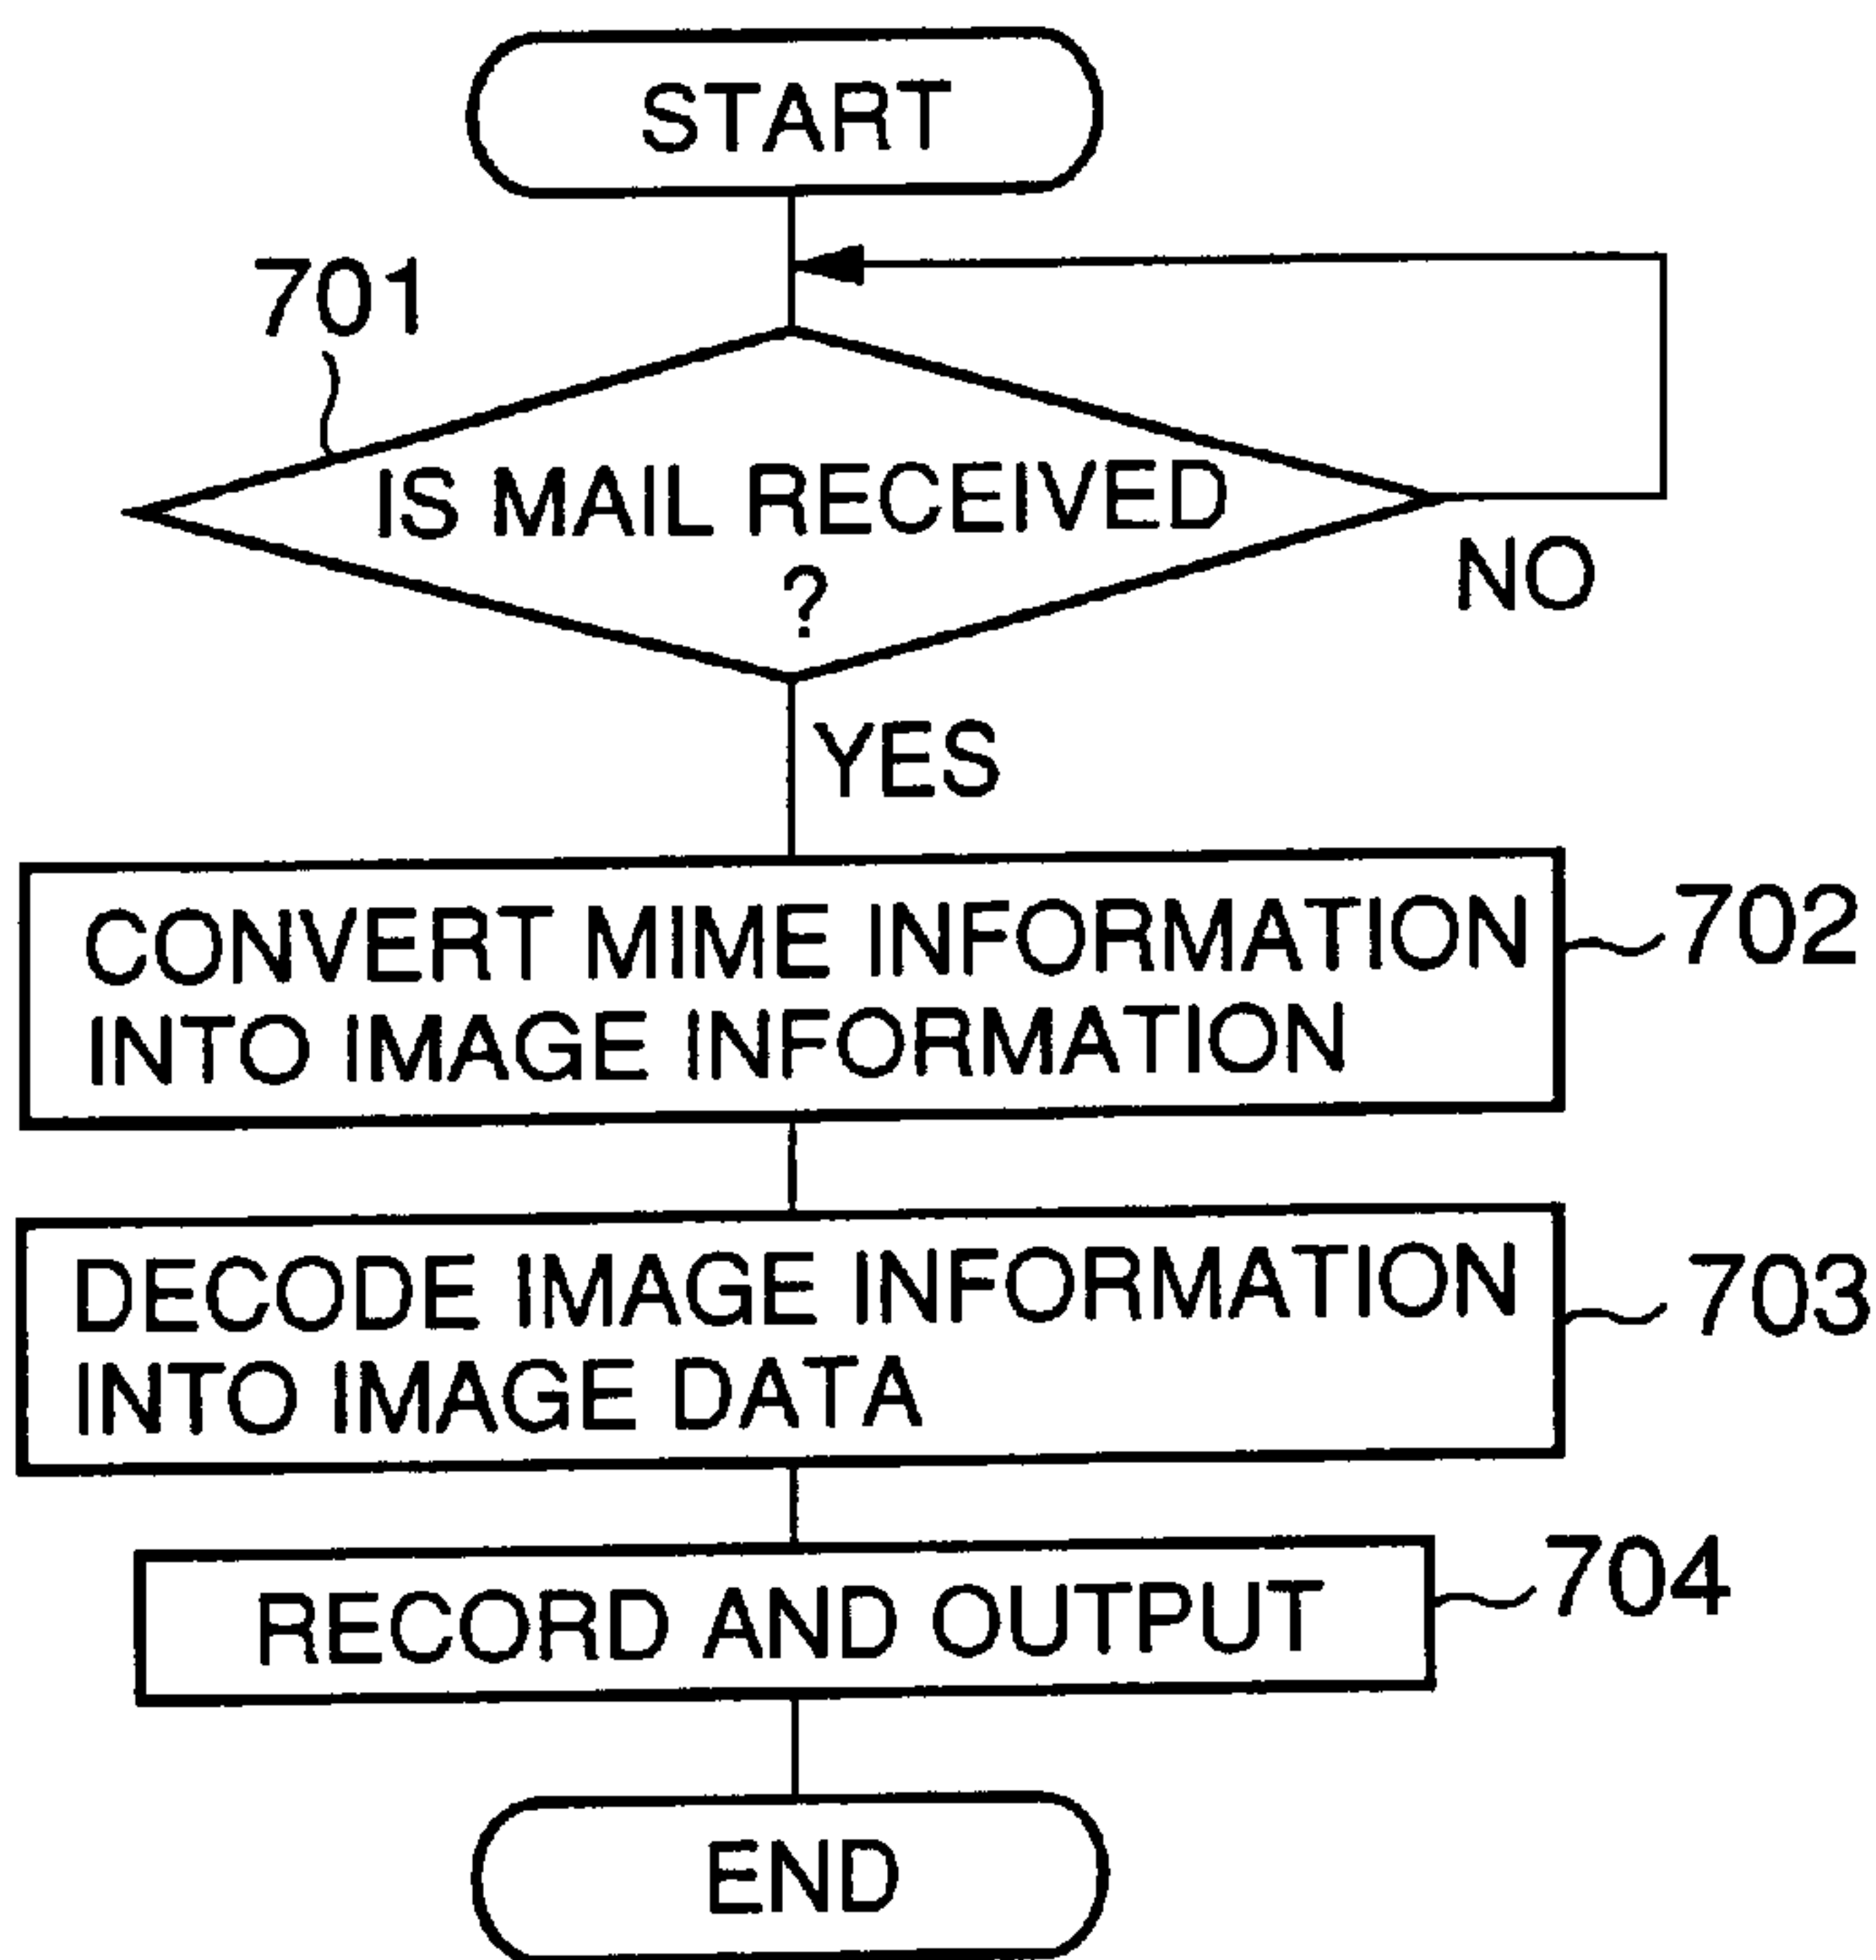 START
701
IS MAIL RECEIVED
?
NO
YES
CONVERT MIME INFORMATION
INTO IMAGE INFORMATION
702
DECODE IMAGE INFORMATION
INTO IMAGE DATA
703
RECORD AND OUTPUT
704
END